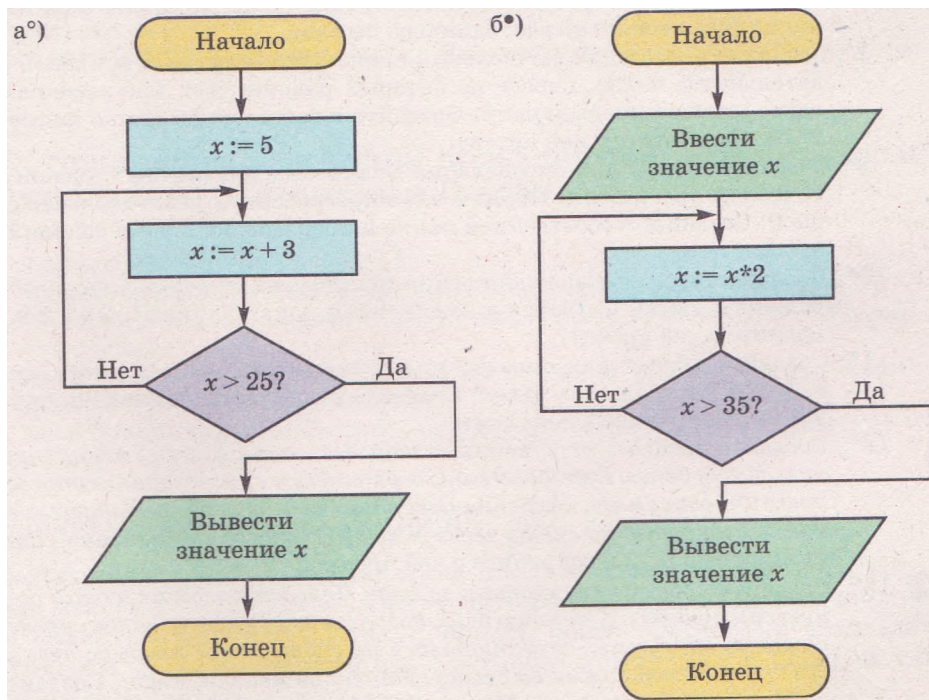 а°)
Начало
x := 5
x := x + 3
Нет
x > 25?
Да
Вывести
значение x
Конец
б•)
Начало
Ввести
значение x
x := x*2
Нет
x > 35?
Да
Вывести
значение x
Конец